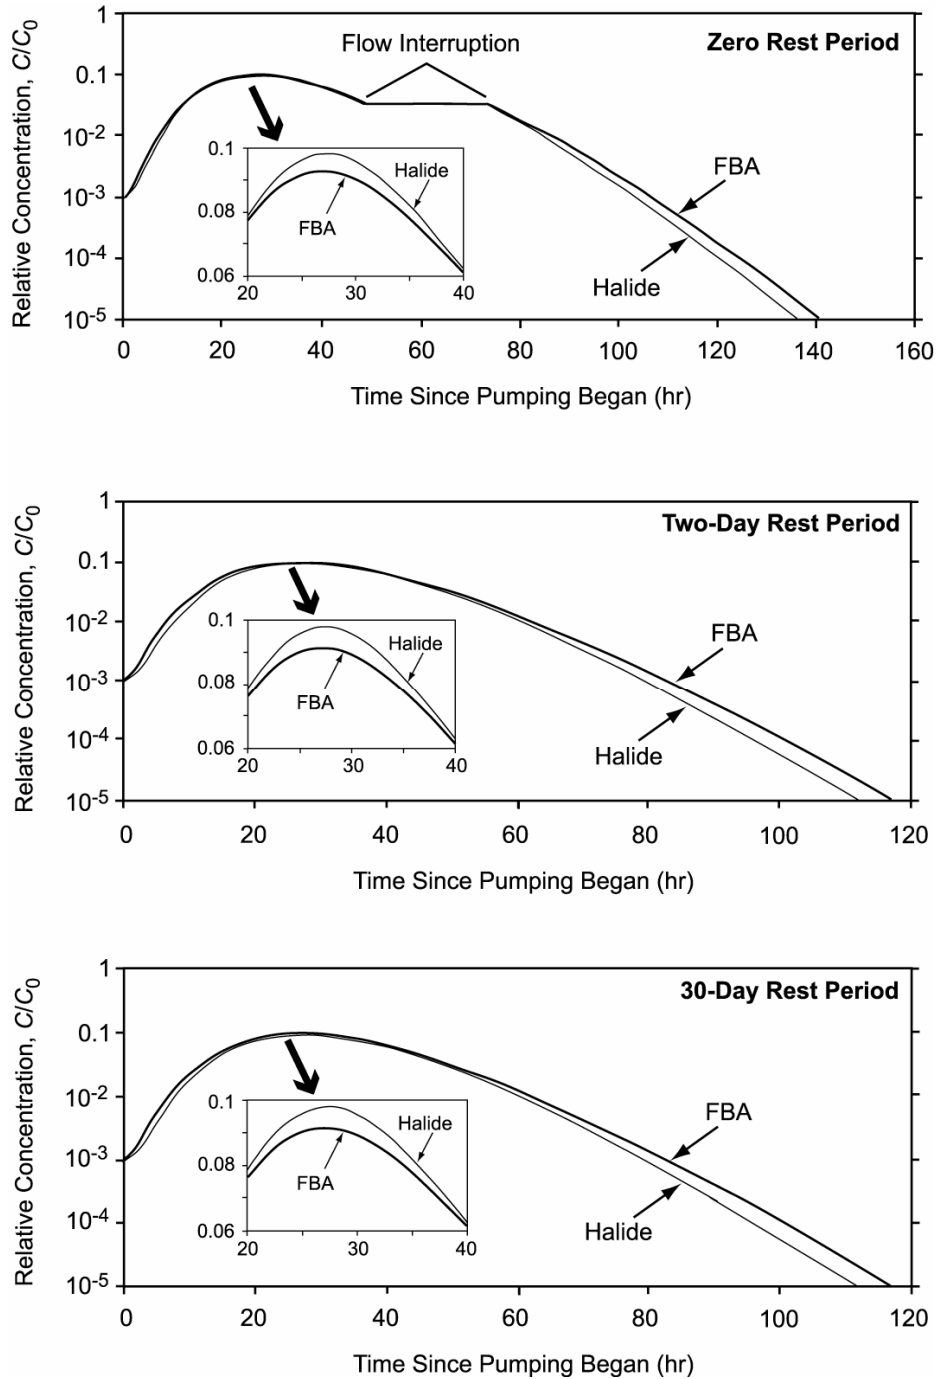 Relative Concentration, C/C0
1
0.1
10-2
10-3
10-4
10-5
Flow Interruption
Zero Rest Period
0.1
0.08
0.06
Halide
FBA
20
30
40
FBA
Halide
0
20
40
60
80
100
120
140
160
Time Since Pumping Began (hr)
Relative Concentration, C/C0
1
0.1
10-2
10-3
10-4
10-5
Two-Day Rest Period
0.1
0.08
0.06
Halide
FBA
20
30
40
FBA
Halide
0
20
40
60
80
100
120
Time Since Pumping Began (hr)
Relative Concentration, C/C0
1
0.1
10-2
10-3
10-4
10-5
30-Day Rest Period
0.1
0.08
0.06
Halide
FBA
20
30
40
FBA
Halide
0
20
40
60
80
100
120
Time Since Pumping Began (hr)